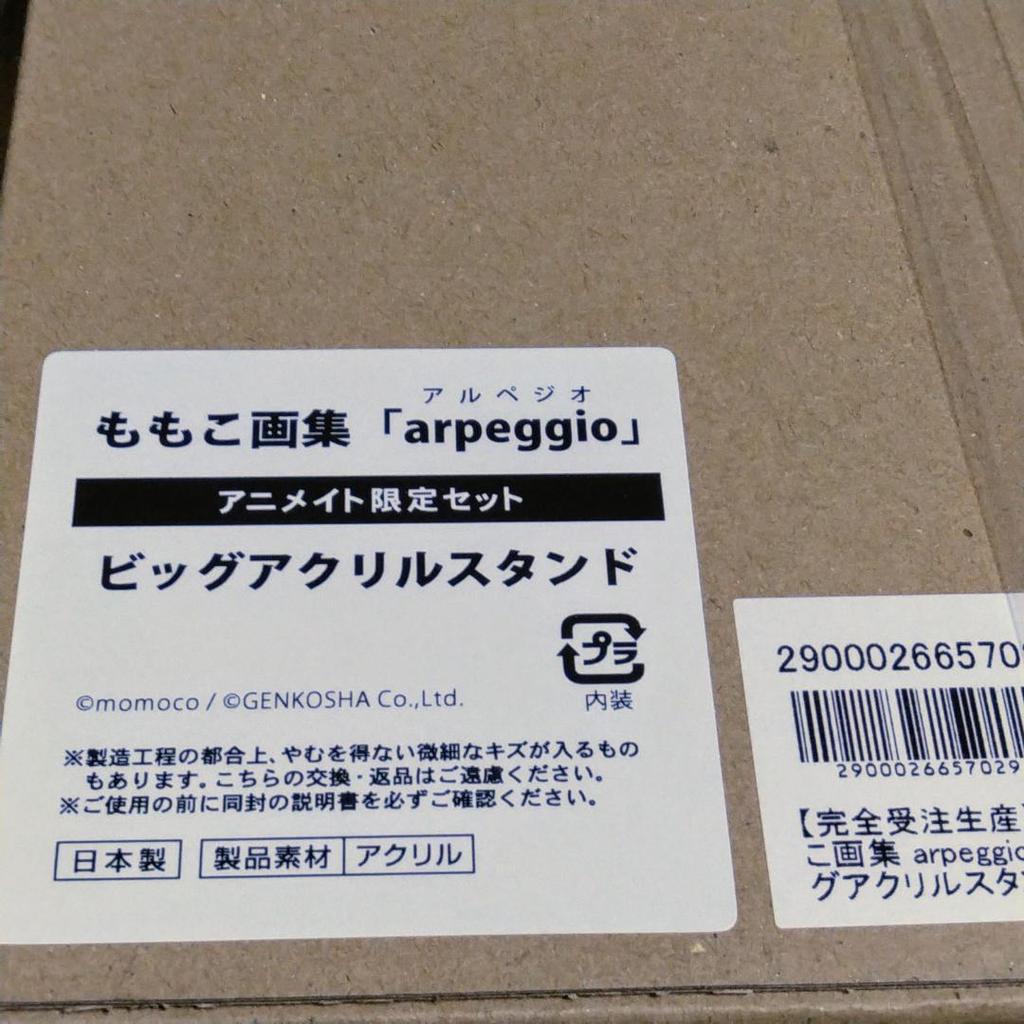 アルペジオ
ももこ画集「arpeggio」
アニメイト限定セット
ビッグアクリルスタンド
プラ
内装
©momoco / ©GENKOSHA Co.,Ltd.
※製造工程の都合上、やむを得ない微細なキズが入るもの
もあります。こちらの交換・返品はご遠慮ください。
※ご使用の前に同封の説明書を必ずご確認ください。
日本製 製品素材 アクリル
2900026657029
【完全受注生産】
こ画集 arpeggio
グアクリルスタ